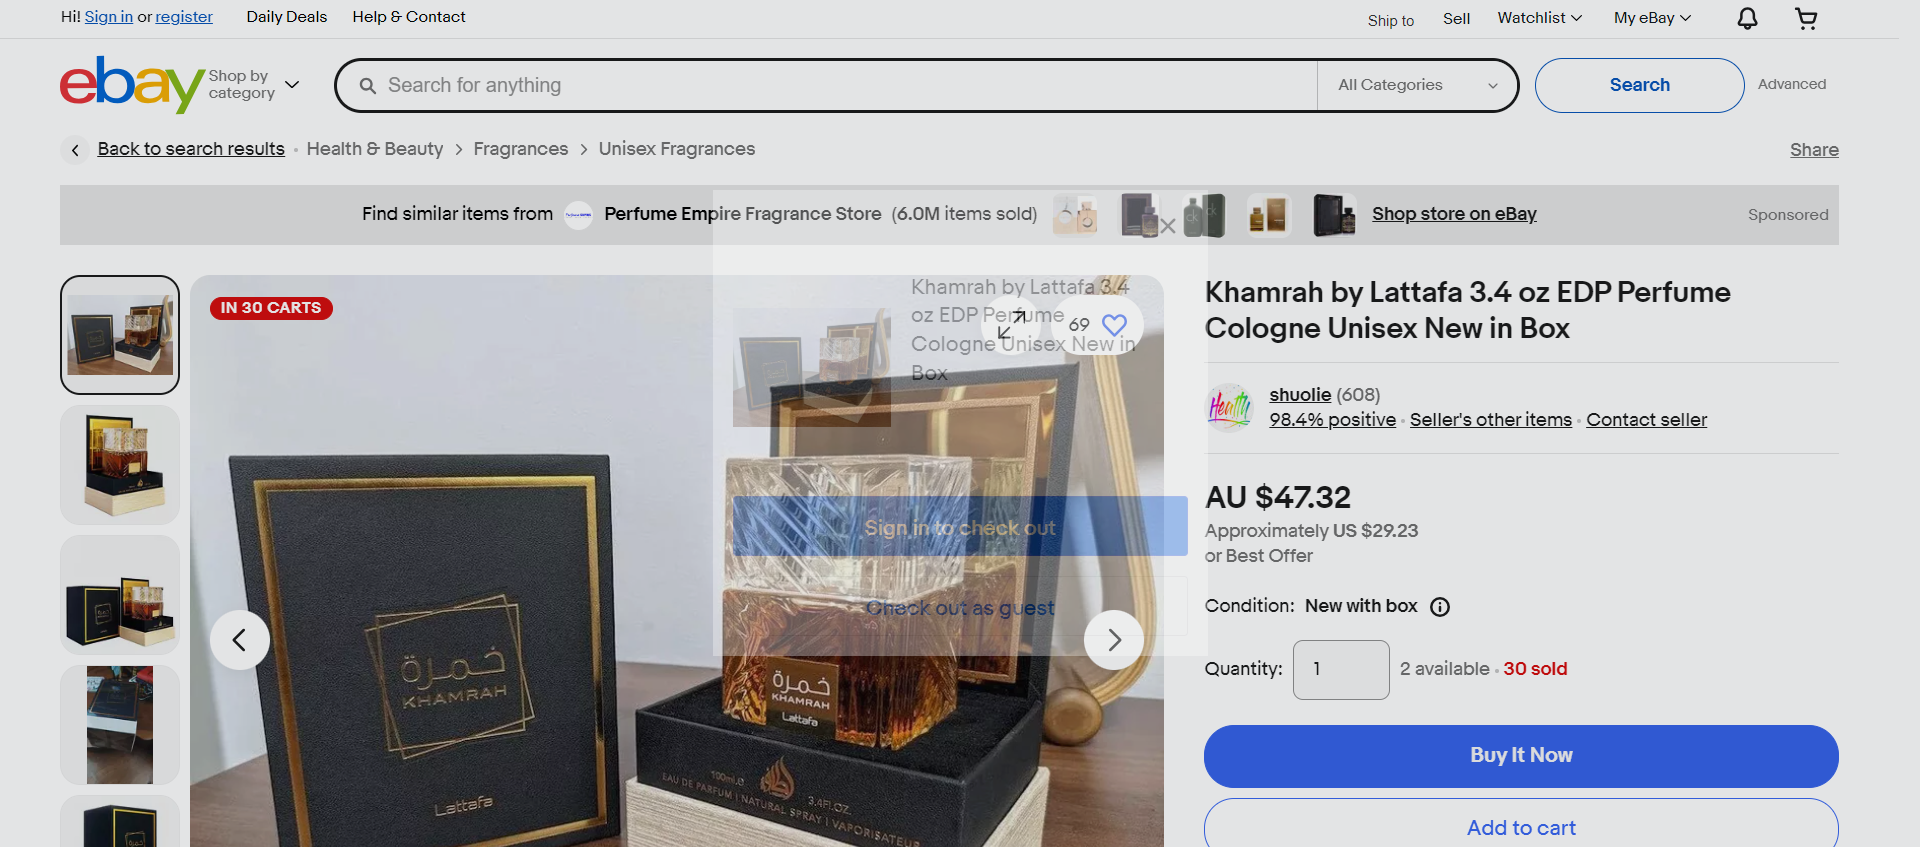 Hi! Sign in or register
Daily Deals
Help & Contact
Ship to
Sell
Watchlist
My eBay
ebay
Shop by
category
Search for anything
All Categories
Search
Advanced
Back to search results
Health & Beauty
Fragrances
Unisex Fragrances
Share
Find similar items from
Perfume Empire Fragrance Store (6.0M items sold)
Shop store on eBay
Sponsored
IN 30 CARTS
69
Khamrah by Lattafa 3.4
oz EDP Perfume
Cologne Unisex New in
Box
Sign in to check out
Check out as guest
خمرة
KHAMRAH
Lattafa
خمرة
KHAMRAH
Lattafa
100ml.e
3.4Fl.OZ.
EAU DE PARFUM | NATURAL SPRAY | VAPORISATEUR
Khamrah by Lattafa 3.4 oz EDP Perfume
Cologne Unisex New in Box
Health
shuolie (608)
98.4% positive · Seller's other items · Contact seller
AU $47.32
Approximately US $29.23
or Best Offer
Condition: New with box
Quantity: 1 2 available · 30 sold
Buy It Now
Add to cart